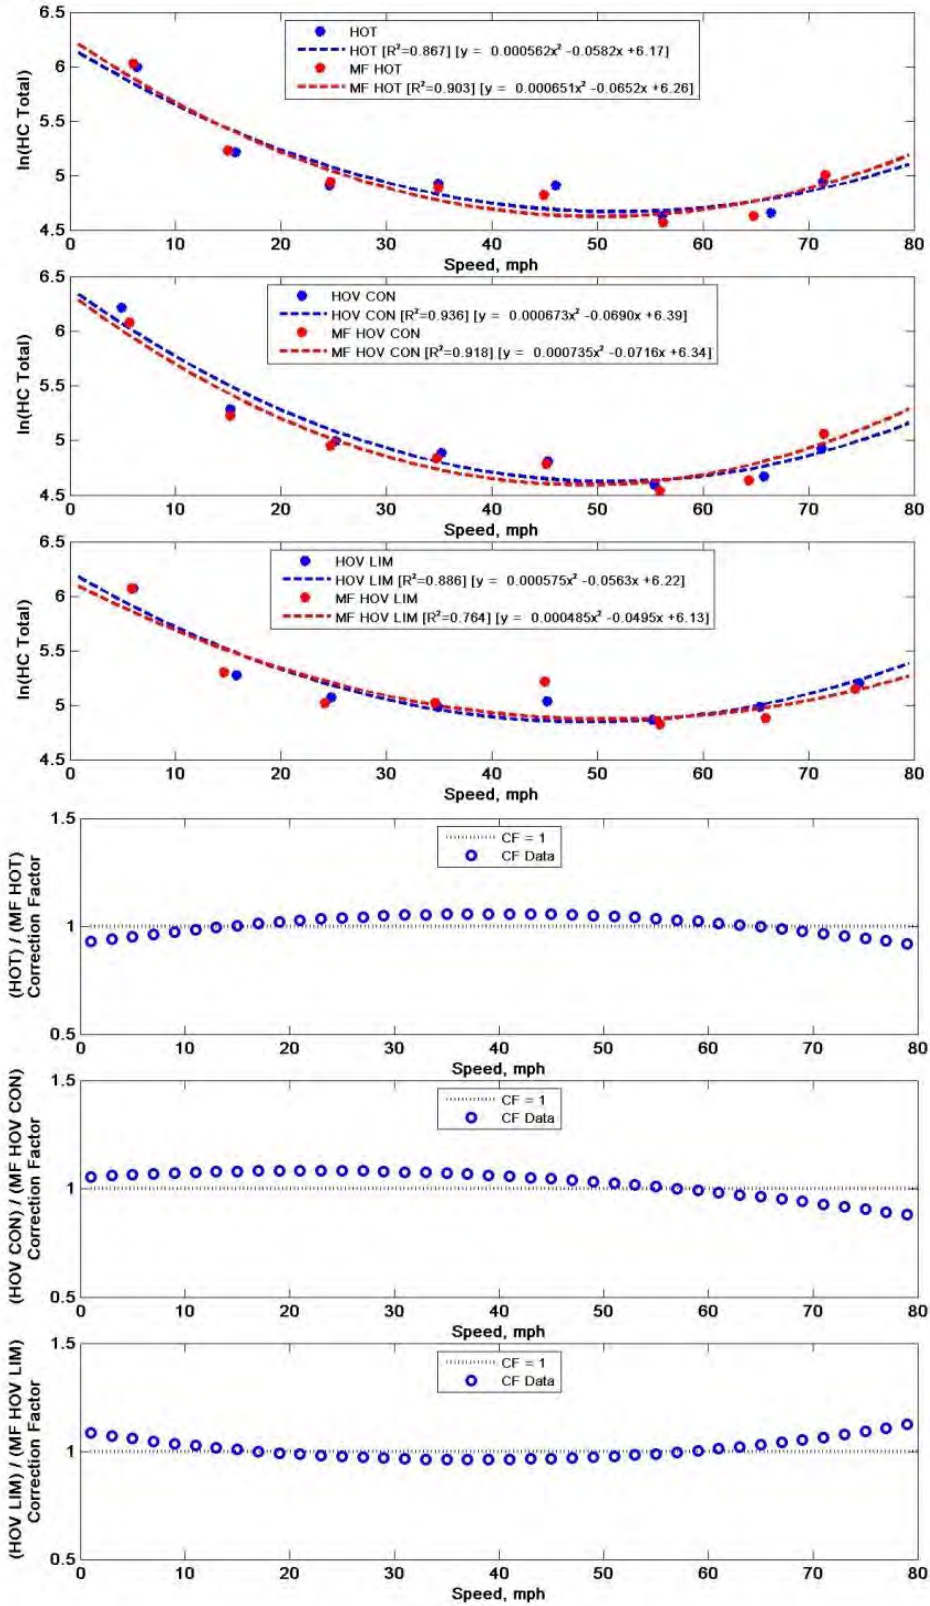 HOT
HOT [R²=0.867] [y = 0.000562x² -0.0582x +6.17]
MF HOT
MF HOT [R²=0.903] [y = 0.000651x² -0.0652x +6.26]
ln(HC Total)
6.5
6
5.5
5
4.5
0 10 20 30 40 50 60 70 80
Speed, mph
HOV CON
HOV CON [R²=0.936] [y = 0.000673x² -0.0690x +6.39]
MF HOV CON
MF HOV CON [R²=0.918] [y = 0.000735x² -0.0716x +6.34]
ln(HC Total)
6.5
6
5.5
5
4.5
0 10 20 30 40 50 60 70 80
Speed, mph
HOV LIM
HOV LIM [R²=0.886] [y = 0.000575x² -0.0563x +6.22]
MF HOV LIM
MF HOV LIM [R²=0.764] [y = 0.000485x² -0.0495x +6.13]
ln(HC Total)
6.5
6
5.5
5
4.5
0 10 20 30 40 50 60 70 80
Speed, mph
CF = 1
CF Data
(HOT) / (MF HOT)
Correction Factor
1.5
1
0.5
0 10 20 30 40 50 60 70 80
Speed, mph
CF = 1
CF Data
(HOV CON) / (MF HOV CON)
Correction Factor
1.5
1
0.5
0 10 20 30 40 50 60 70 80
Speed, mph
CF = 1
CF Data
(HOV LIM) / (MF HOV LIM)
Correction Factor
1.5
1
0.5
0 10 20 30 40 50 60 70 80
Speed, mph